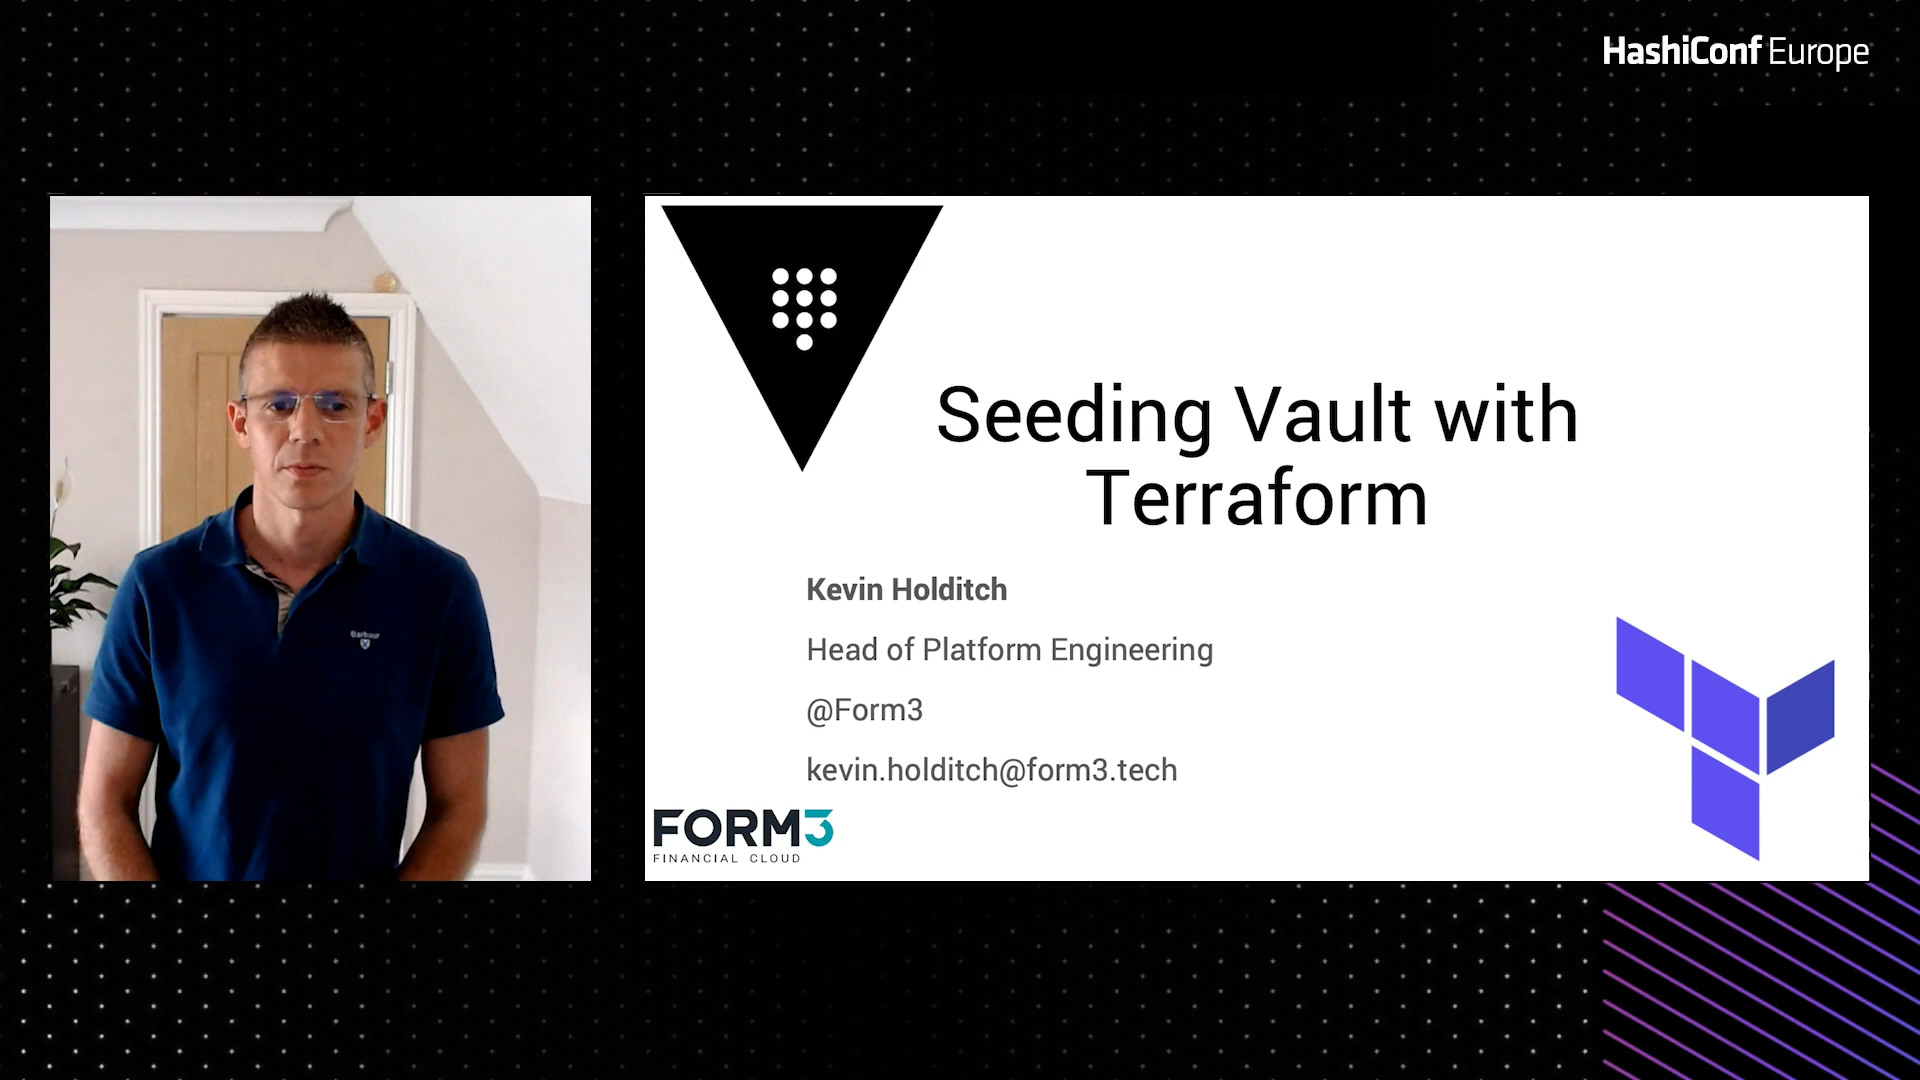 HashiConf Europe
Barbour
Seeding Vault with
Terraform
Kevin Holditch
Head of Platform Engineering
@Form3
kevin.holditch@form3.tech
FORM3
FINANCIAL CLOUD